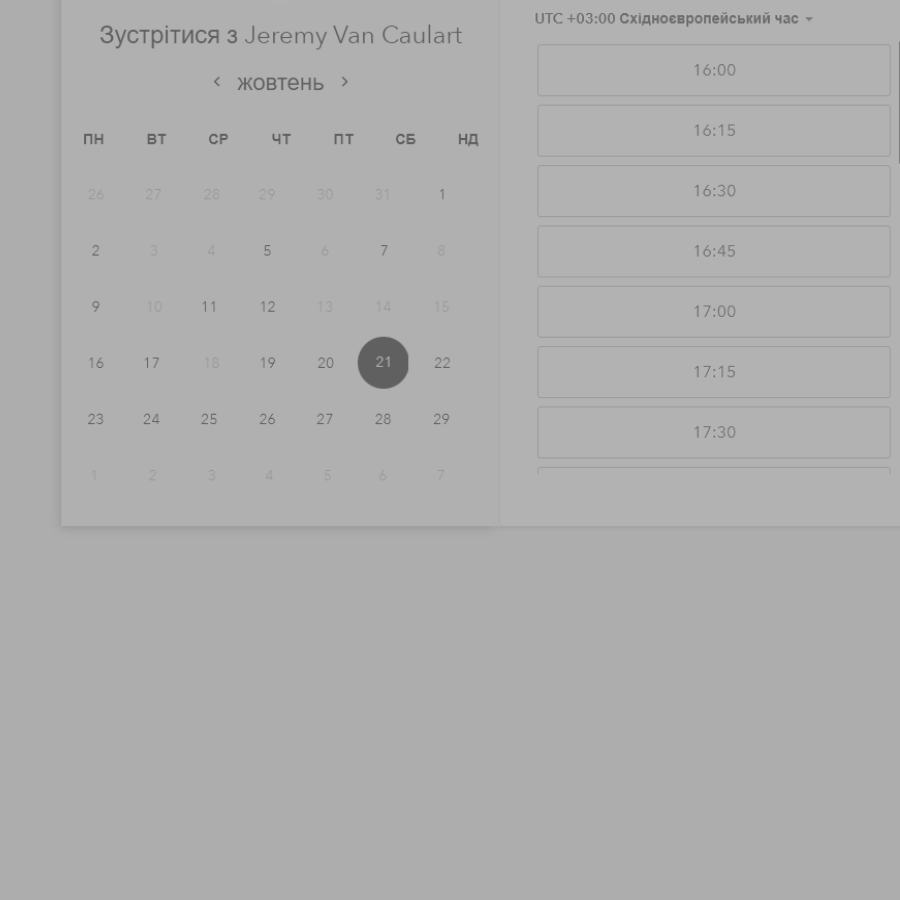 Зустрітися з Jeremy Van Caulart
жовтень
ПН ВТ СР ЧТ ПТ СБ НД
26 27 28 29 30 31 1
2 3 4 5 6 7 8
9 10 11 12 13 14 15
16 17 18 19 20 21 22
23 24 25 26 27 28 29
1 2 3 4 5 6 7
UTC +03:00 Східноєвропейський час
16:00
16:15
16:30
16:45
17:00
17:15
17:30